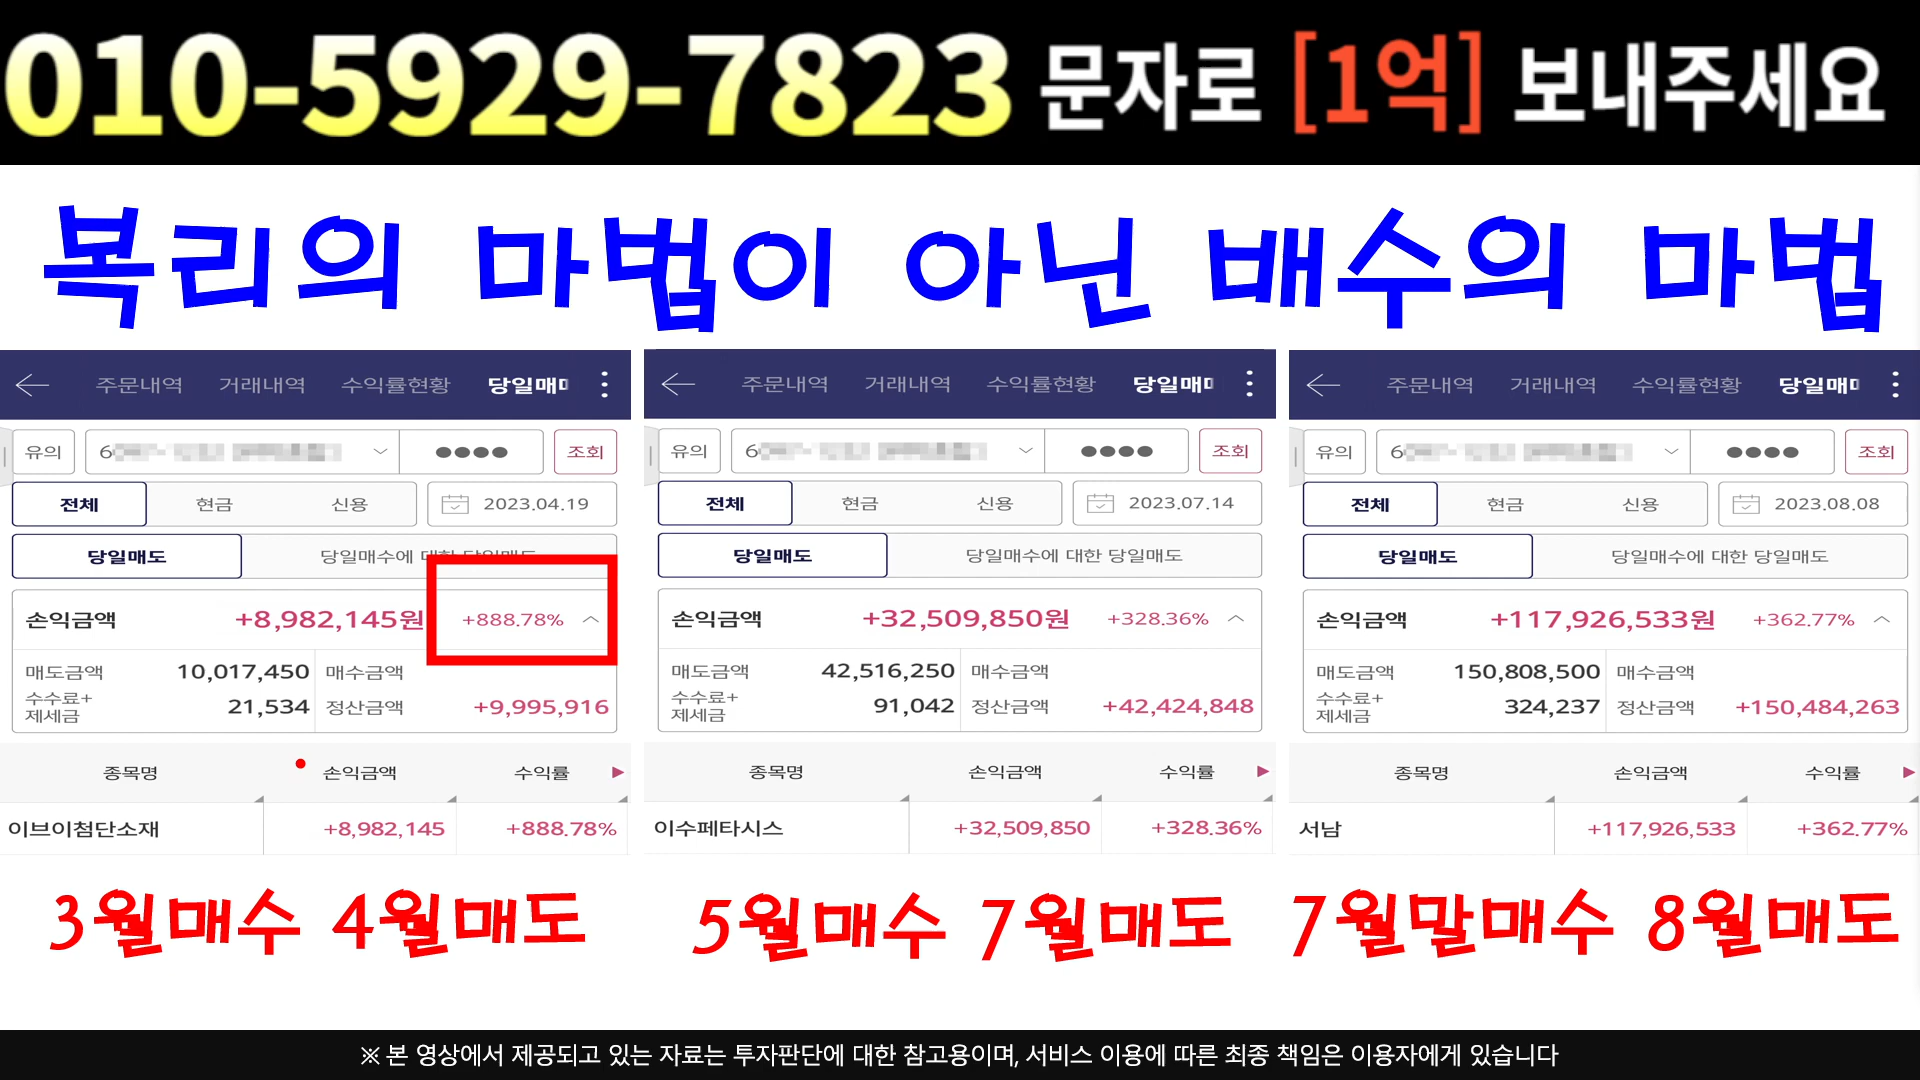 010-5929-7823 문자로 [1억] 보내주세요
복리의 마법이 아닌 배수의 마법
주문내역 거래내역 수익률현황 당일매
유의 6 조회
전체 현금 신용 2023.04.19
당일매도 당일매수에 대한 당일매도
손익금액 +8,982,145원 +888.78%
매도금액 10,017,450 매수금액
수수료+
제세금 21,534 정산금액 +9,995,916
종목명 손익금액 수익률
이브이첨단소재 +8,982,145 +888.78%
3월매수 4월매도
주문내역 거래내역 수익률현황 당일매
유의 6 조회
전체 현금 신용 2023.07.14
당일매도 당일매수에 대한 당일매도
손익금액 +32,509,850원 +328.36%
매도금액 42,516,250 매수금액
수수료+
제세금 91,042 정산금액 +42,424,848
종목명 손익금액 수익률
이수페타시스 +32,509,850 +328.36%
5월매수 7월매도
주문내역 거래내역 수익률현황 당일매
유의 6 조회
전체 현금 신용 2023.08.08
당일매도 당일매수에 대한 당일매도
손익금액 +117,926,533원 +362.77%
매도금액 150,808,500 매수금액
수수료+
제세금 324,237 정산금액 +150,484,263
종목명 손익금액 수익률
서남 +117,926,533 +362.77%
7월말매수 8월매도
※ 본 영상에서 제공되고 있는 자료는 투자판단에 대한 참고용이며, 서비스 이용에 따른 최종 책임은 이용자에게 있습니다